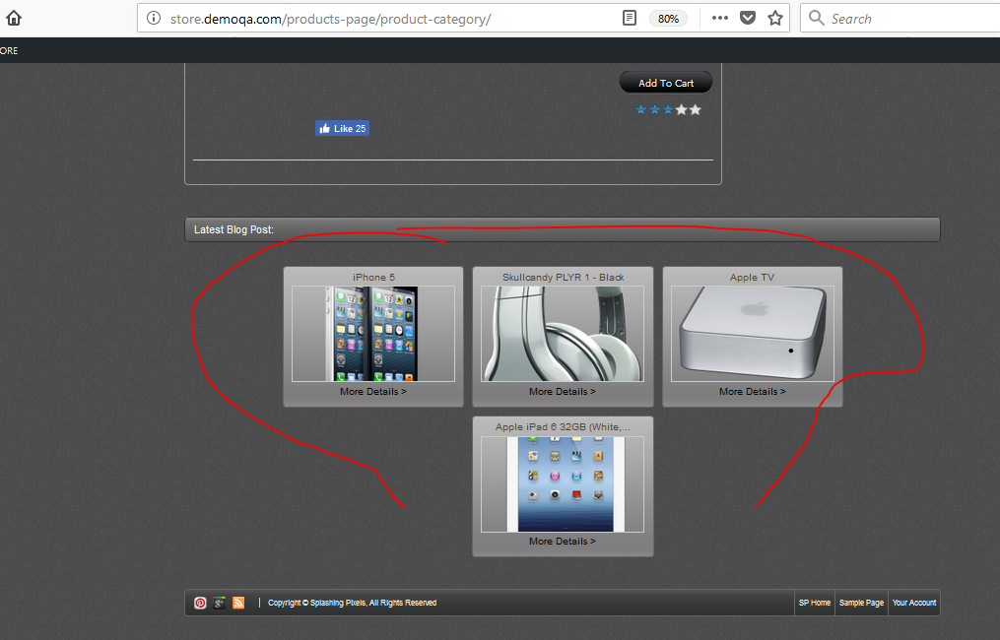 store.demoqa.com/products-page/product-category/
80%
Search
ORE
Add To Cart
Like 25
Latest Blog Post:
iPhone 5
Skullcandy PLYR 1 - Black
Apple TV
More Details >
More Details >
More Details >
Apple iPad 6 32GB (White,...
More Details >
Copyright © Splashing Pixels, All Rights Reserved
SP Home
Sample Page
Your Account